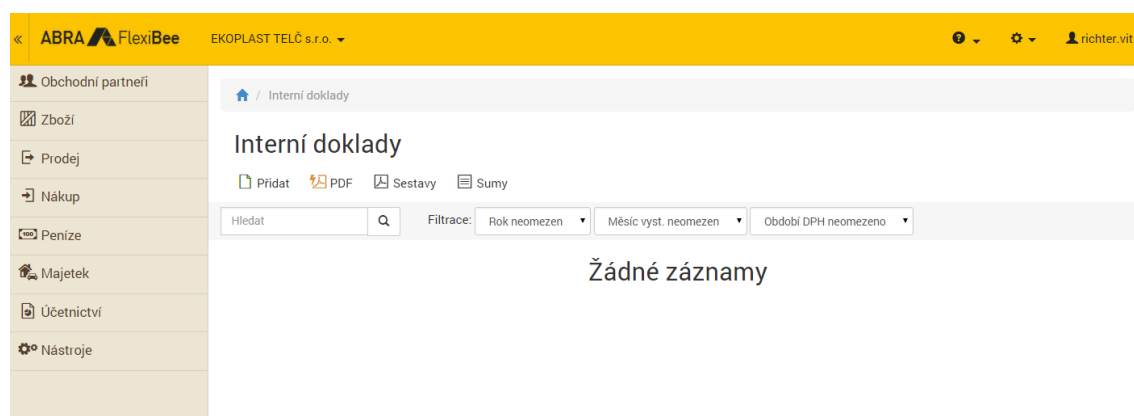 « ABRA FlexiBee EKOPLAST TELČ s.r.o. richter.vit
Obchodní partneři
Zboží
Prodej
Nákup
Peníze
Majetek
Účetnictví
Nástroje
/ Interní doklady
Interní doklady
Přidat PDF Sestavy Sumy
Hledat Filtrace: Rok neomezen Měsíc vyst. neomezen Období DPH neomezeno
Žádné záznamy